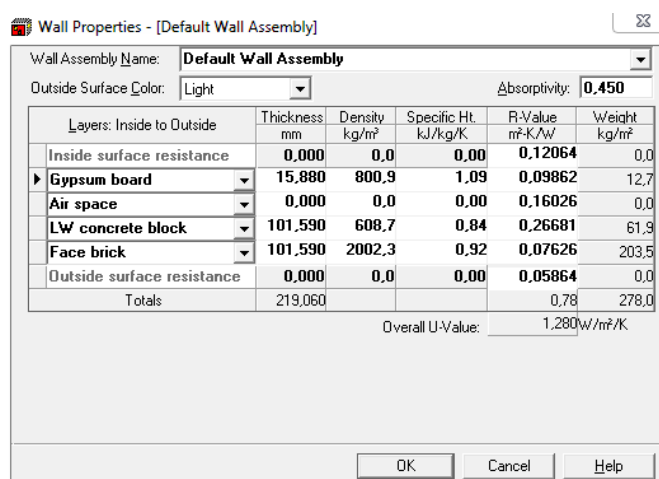 Wall Properties - [Default Wall Assembly]
Wall Assembly Name: Default Wall Assembly
Outside Surface Color: Light Absorptivity: 0,450
Layers: Inside to Outside Thickness mm Density kg/m³ Specific Ht. kJ/kg/K R-Value m²-K/W Weight kg/m²
Inside surface resistance 0,000 0,0 0,00 0,12064 0,0
Gypsum board 15,880 800,9 1,09 0,09862 12,7
Air space 0,000 0,0 0,00 0,16026 0,0
LW concrete block 101,590 608,7 0,84 0,26681 61,9
Face brick 101,590 2002,3 0,92 0,07626 203,5
Outside surface resistance 0,000 0,0 0,00 0,05864 0,0
Totals 219,060 0,78 278,0
Overall U-Value: 1,280 W/m²/K
OK Cancel Help